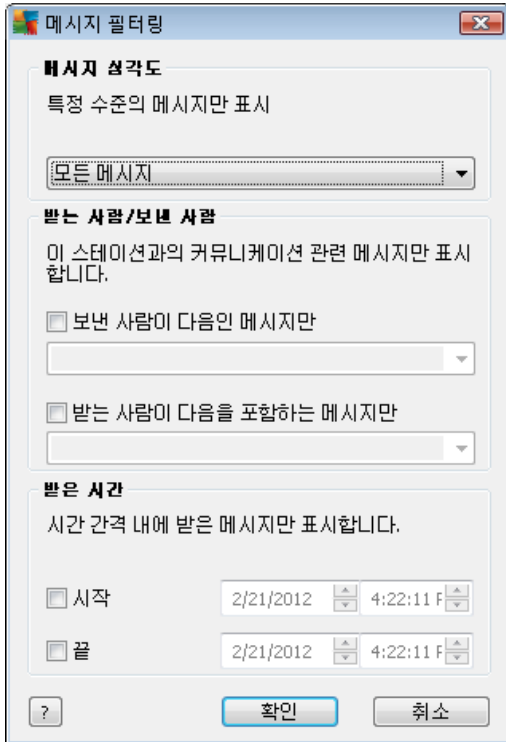 메시지 필터링
메시지 심각도
특정 수준의 메시지만 표시
모든 메시지
받는 사람/보낸 사람
이 스테이션과의 커뮤니케이션 관련 메시지만 표시
합니다.
보낸 사람이 다음인 메시지만
받는 사람이 다음을 포함하는 메시지만
받은 시간
시간 간격 내에 받은 메시지만 표시합니다.
시작 2/21/2012 4:22:11 F
끝 2/21/2012 4:22:11 F
? 확인 취소